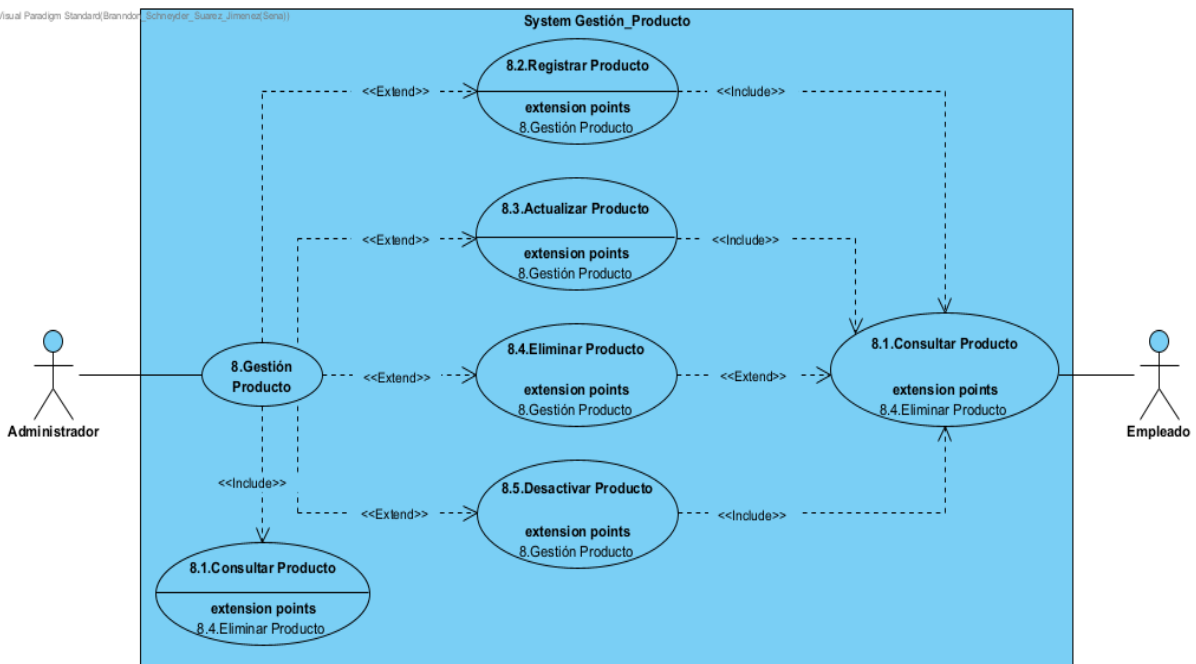 Visual Paradigm Standard(Branndon_Schneyder_Suarez_Jimenez(Sena))
System Gestión_Producto
8.2.Registrar Producto
extension points
8.Gestión Producto
<<Extend>>
<<Include>>
8.3.Actualizar Producto
extension points
8.Gestión Producto
<<Extend>>
<<Include>>
8.4.Eliminar Producto
extension points
8.Gestión Producto
<<Extend>>
<<Extend>>
8.Gestión
Producto
8.1.Consultar Producto
extension points
8.4.Eliminar Producto
Administrador
Empleado
<<Include>>
8.5.Desactivar Producto
extension points
8.Gestión Producto
<<Extend>>
<<Include>>
8.1.Consultar Producto
extension points
8.4.Eliminar Producto